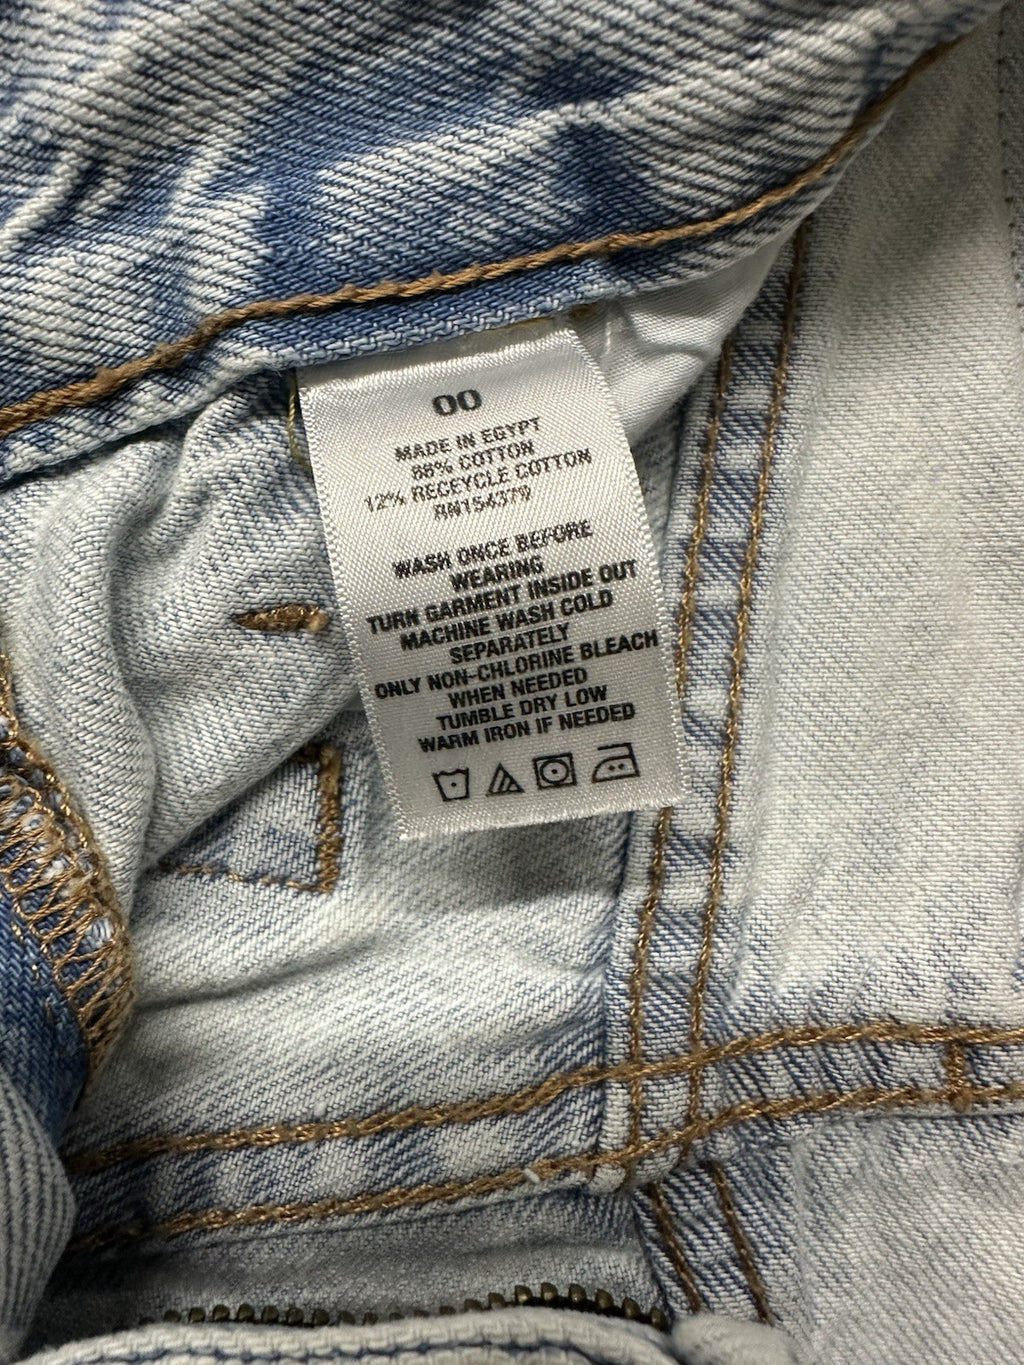 00
MADE IN EGYPT
88% COTTON
12% RECEYCLE COTTON
RN154379
WASH ONCE BEFORE
WEARING
TURN GARMENT INSIDE OUT
MACHINE WASH COLD
SEPARATELY
ONLY NON-CHLORINE BLEACH
WHEN NEEDED
TUMBLE DRY LOW
WARM IRON IF NEEDED